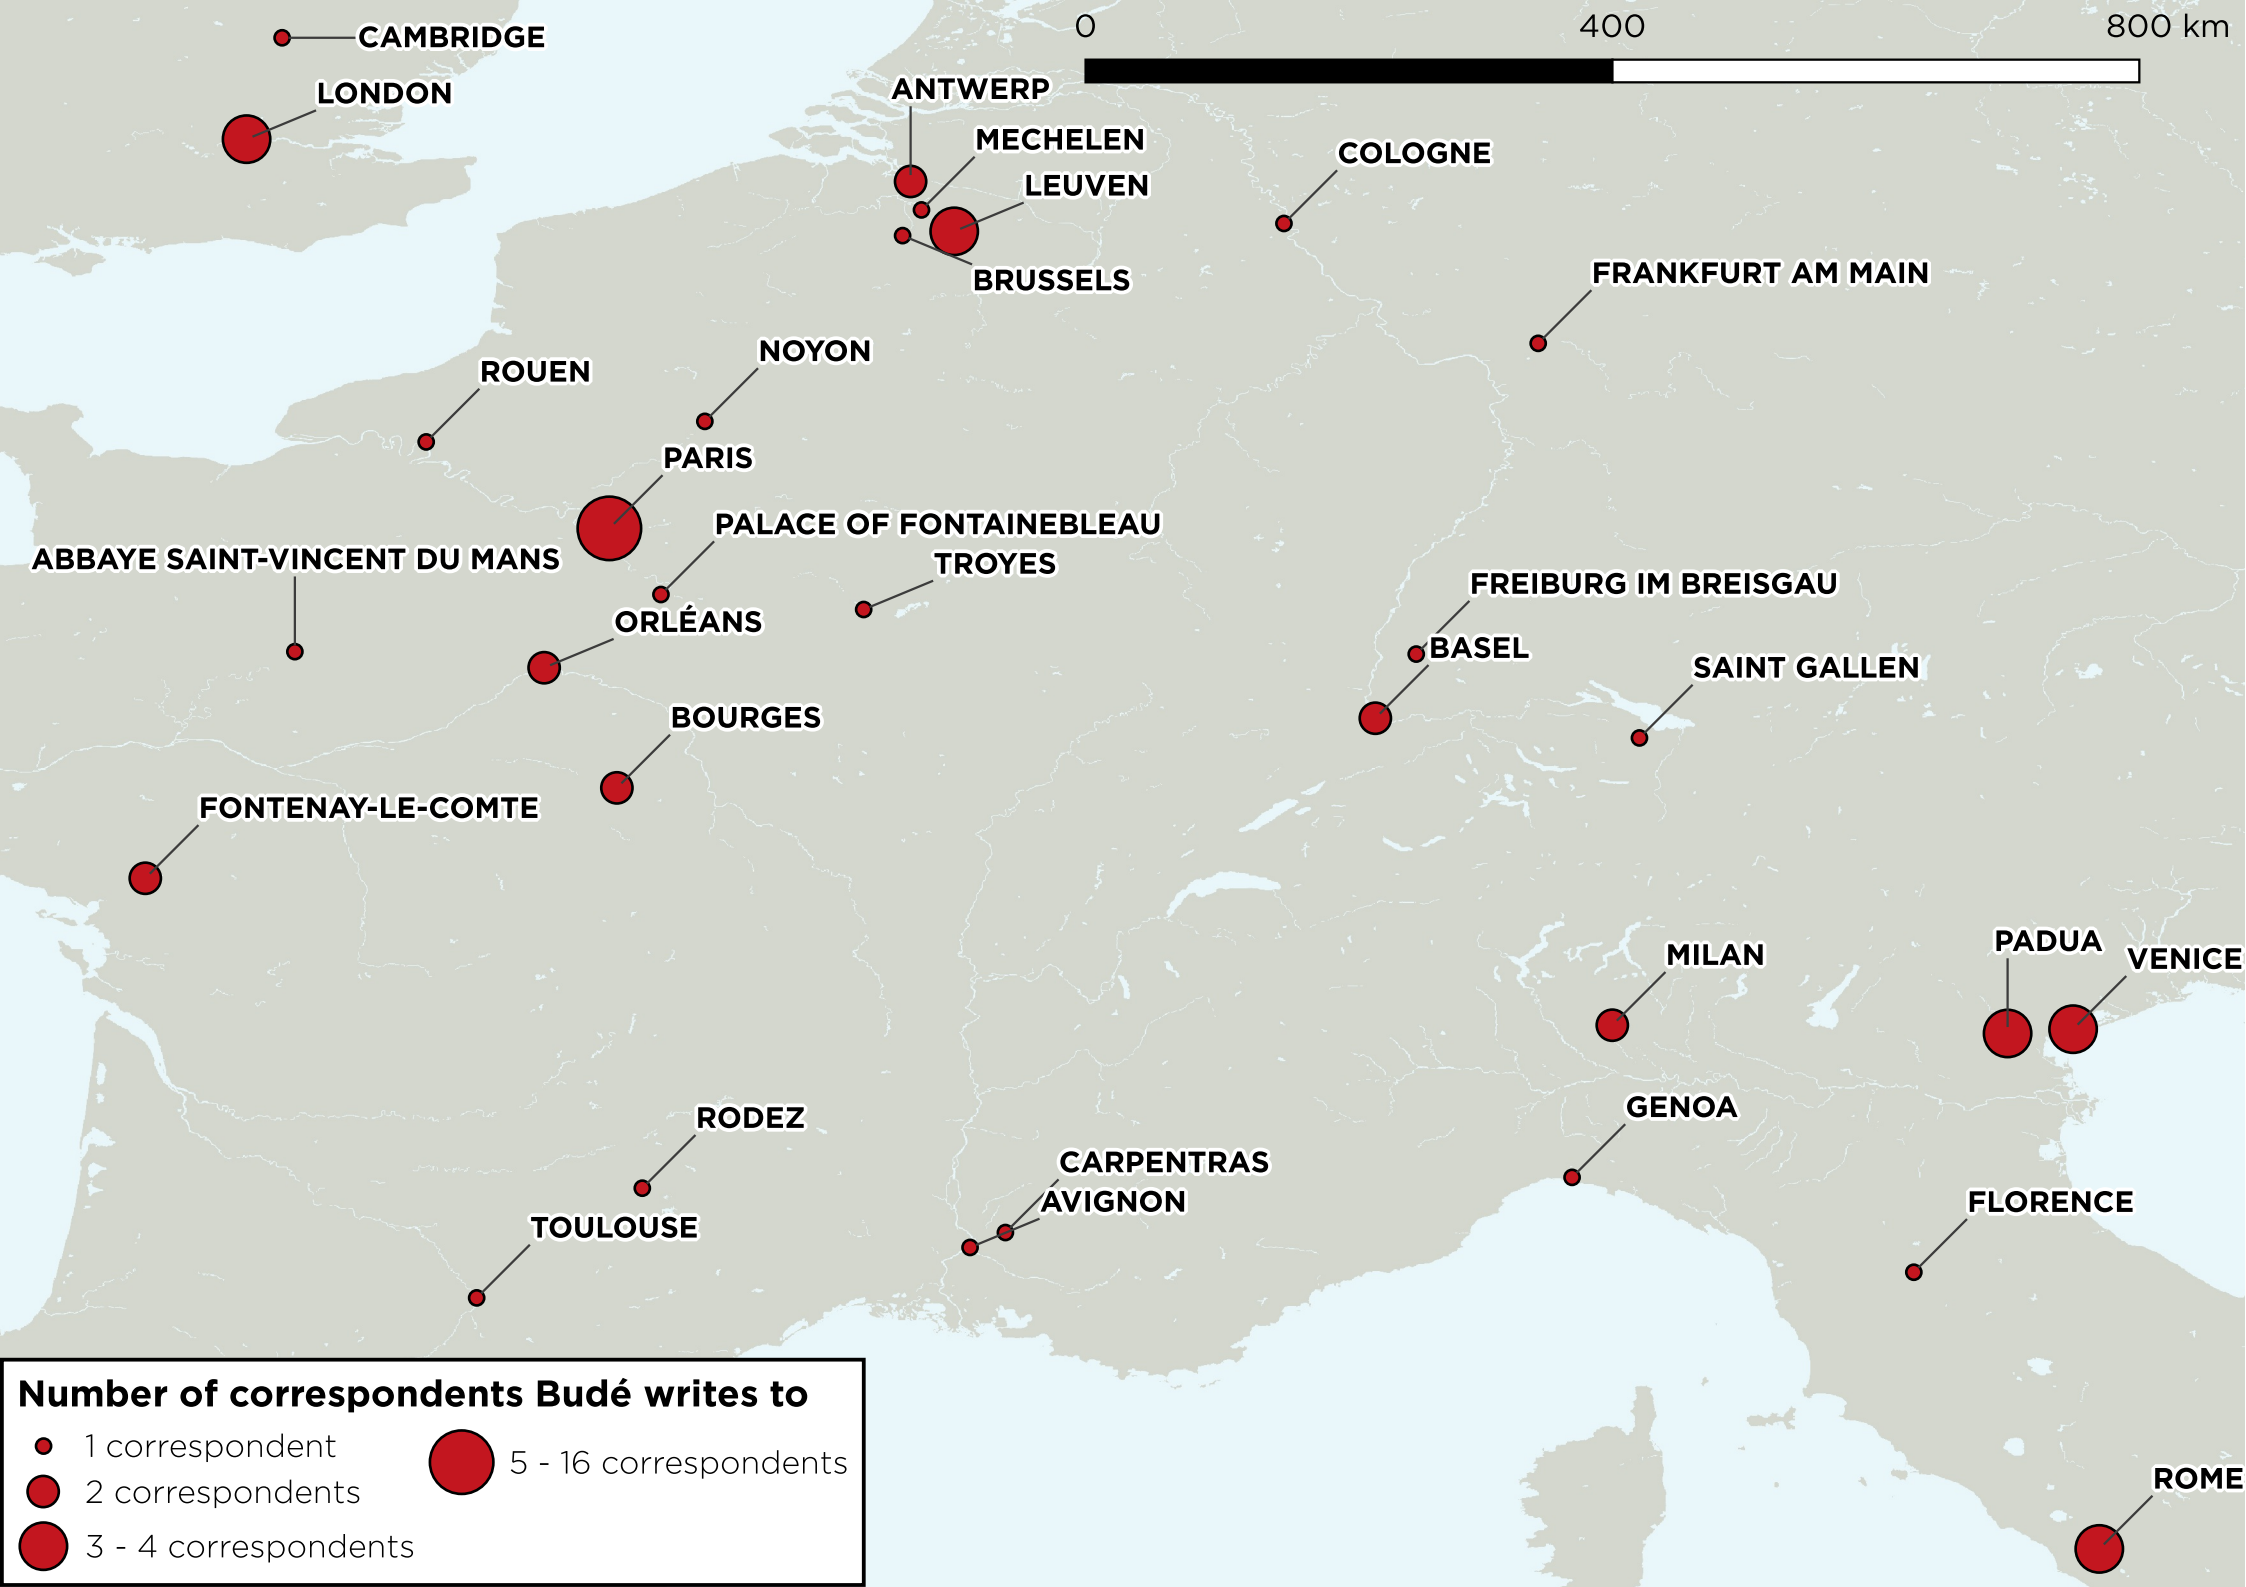 0 400 800 km
CAMBRIDGE
LONDON
ANTWERP
MECHELEN
COLOGNE
LEUVEN
BRUSSELS
FRANKFURT AM MAIN
NOYON
ROUEN
PARIS
PALACE OF FONTAINEBLEAU
ABBAYE SAINT-VINCENT DU MANS
TROYES
FREIBURG IM BREISGAU
ORLÉANS
BASEL
SAINT GALLEN
BOURGES
FONTENAY-LE-COMTE
PADUA
MILAN
VENICE
GENOA
RODEZ
CARPENTRAS
AVIGNON
FLORENCE
TOULOUSE
ROME
Number of correspondents Budé writes to
1 correspondent
2 correspondents
3 - 4 correspondents
5 - 16 correspondents